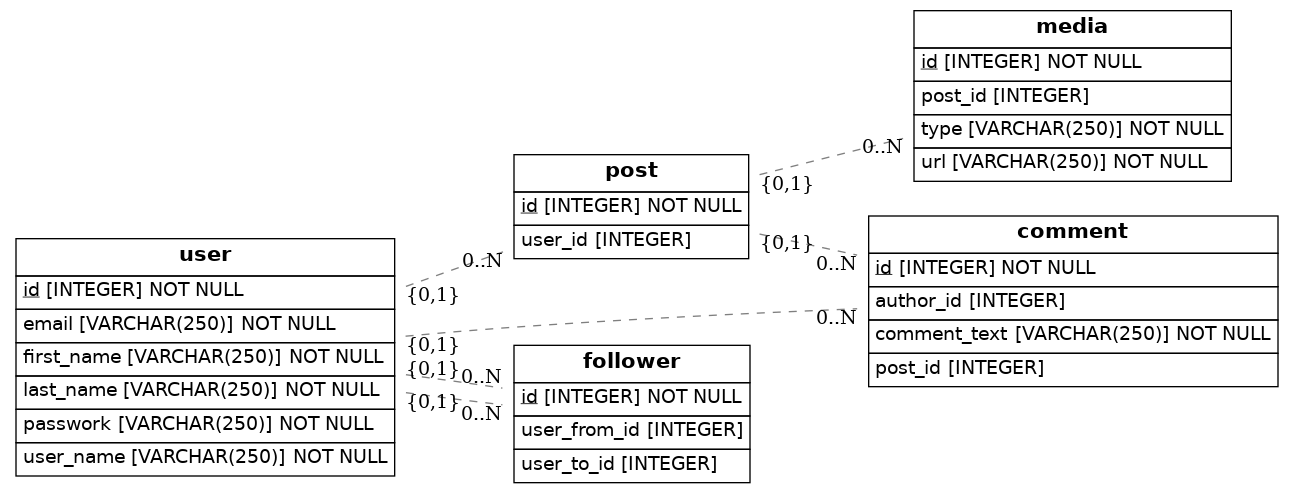 media
id [INTEGER] NOT NULL
post_id [INTEGER]
type [VARCHAR(250)] NOT NULL
url [VARCHAR(250)] NOT NULL
0..N
{0,1}
post
id [INTEGER] NOT NULL
user_id [INTEGER]
{0,1}
0..N
comment
id [INTEGER] NOT NULL
author_id [INTEGER]
comment_text [VARCHAR(250)] NOT NULL
post_id [INTEGER]
0..N
user
id [INTEGER] NOT NULL
email [VARCHAR(250)] NOT NULL
first_name [VARCHAR(250)] NOT NULL
last_name [VARCHAR(250)] NOT NULL
passwork [VARCHAR(250)] NOT NULL
user_name [VARCHAR(250)] NOT NULL
0..N
{0,1}
{0,1}
{0,1}
0..N
{0,1}
0..N
follower
id [INTEGER] NOT NULL
user_from_id [INTEGER]
user_to_id [INTEGER]